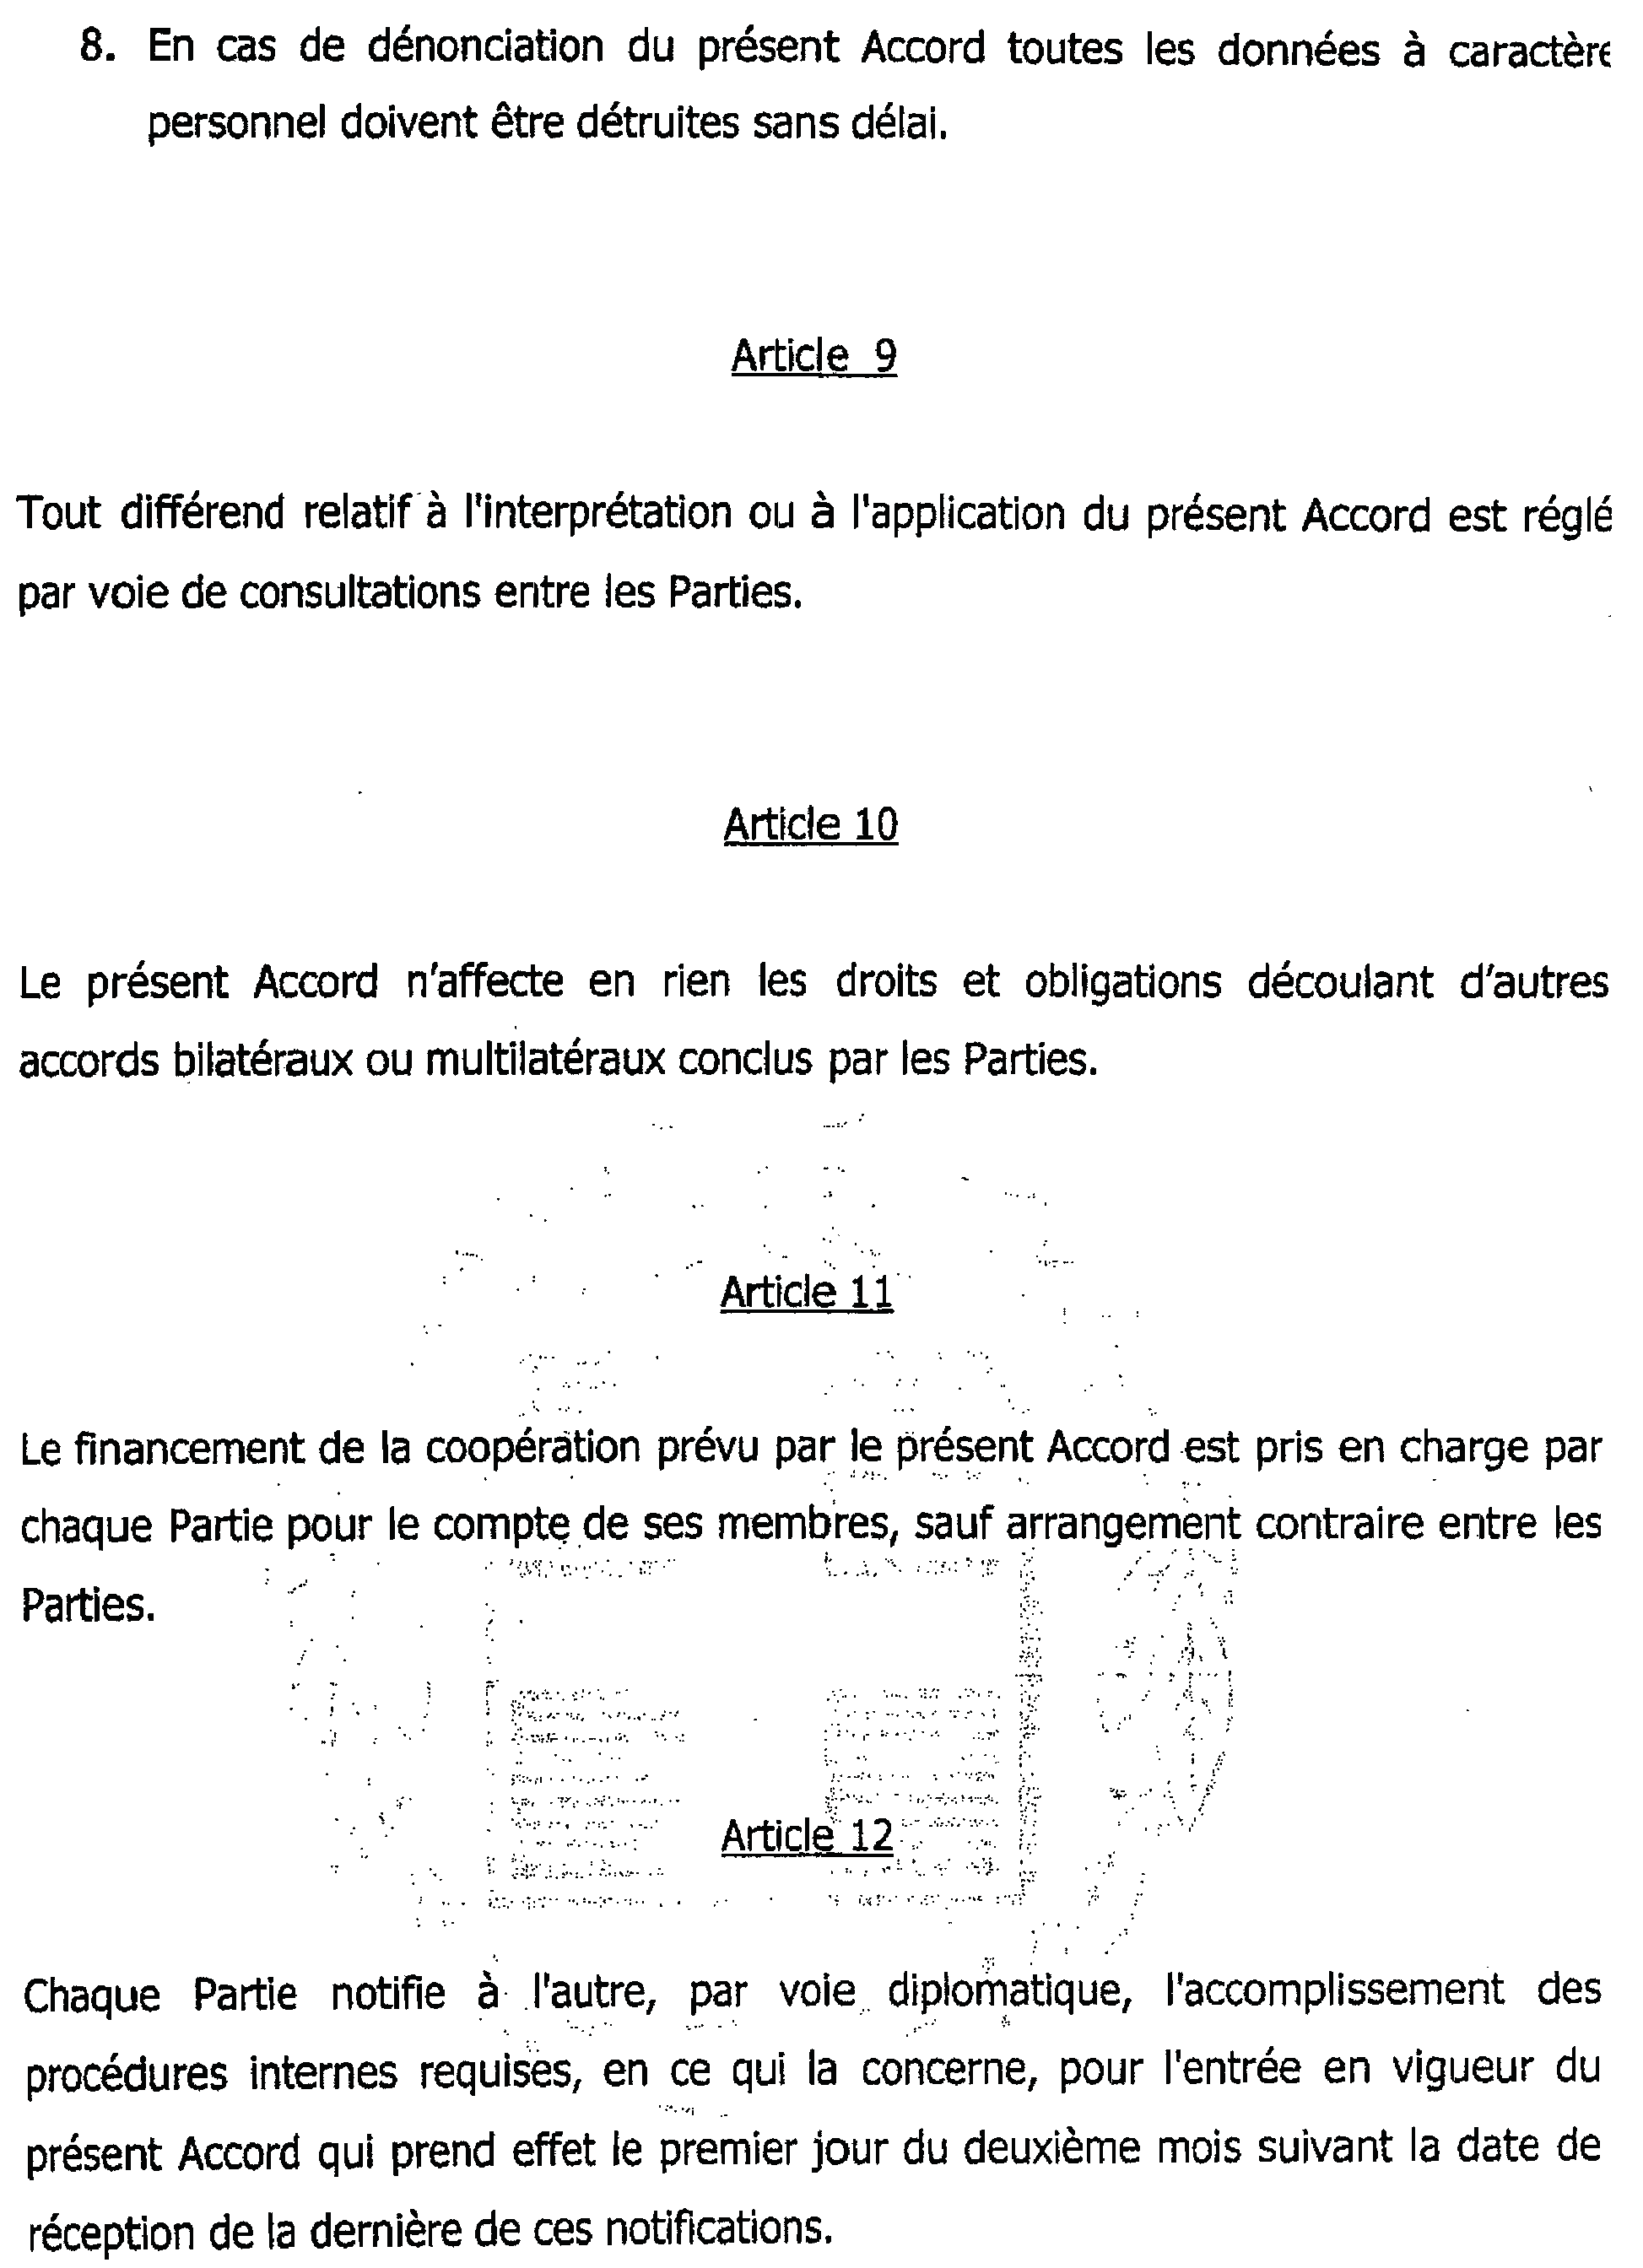 8. En cas de dénonciation du présent Accord toutes les données à caractère
personnel doivent être détruites sans délai.
Article 9
Tout différend relatif à l'interprétation ou à l'application du présent Accord est réglé
par voie de consultations entre les Parties.
Article 10
Le présent Accord n'affecte en rien les droits et obligations découlant d'autres
accords bilatéraux ou multilatéraux conclus par les Parties.
Article 11
Le financement de la coopération prévu par le présent Accord est pris en charge par
chaque Partie pour le compte de ses membres, sauf arrangement contraire entre les
Parties.
Article 12
Chaque Partie notifie à l'autre, par voie diplomatique, l'accomplissement des
procédures internes requises, en ce qui la concerne, pour l'entrée en vigueur du
présent Accord qui prend effet le premier jour du deuxième mois suivant la date de
réception de la dernière de ces notifications.